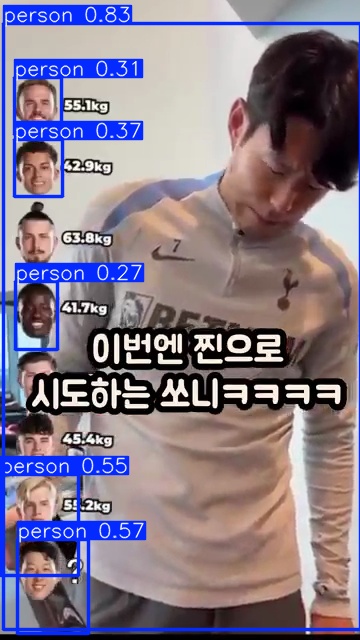 person 0.83
person 0.31
55.1kg
person 0.37
42.9kg
63.8kg
person 0.27
41.7kg
7
이번엔 찐으로
시도하는 쏘니ㅋㅋㅋㅋ
45.4kg
person 0.55
55.2kg
person 0.57
?